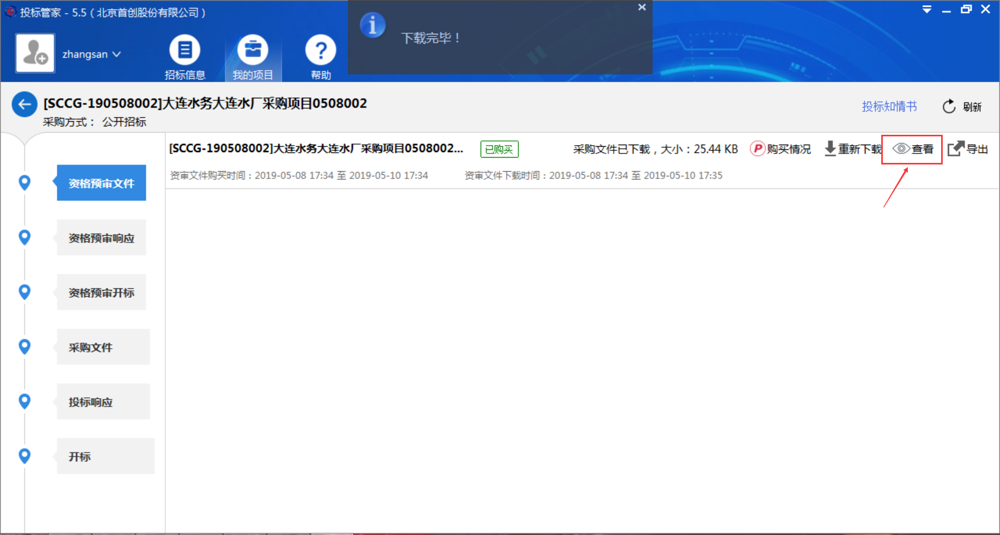 投标管家 - 5.5（北京首创股份有限公司）
下载完毕！
zhangsan
招标信息
我的项目
帮助
[SCCG-190508002]大连水务大连水厂采购项目0508002
采购方式： 公开招标
投标知情书
刷新
[SCCG-190508002]大连水务大连水厂采购项目0508002...
已购买
采购文件已下载，大小：25.44 KB
P购买情况
重新下载
查看
导出
资审文件购买时间：2019-05-08 17:34 至 2019-05-10 17:34
资审文件下载时间：2019-05-08 17:34 至 2019-05-10 17:35
资格预审文件
资格预审响应
资格预审开标
采购文件
投标响应
开标